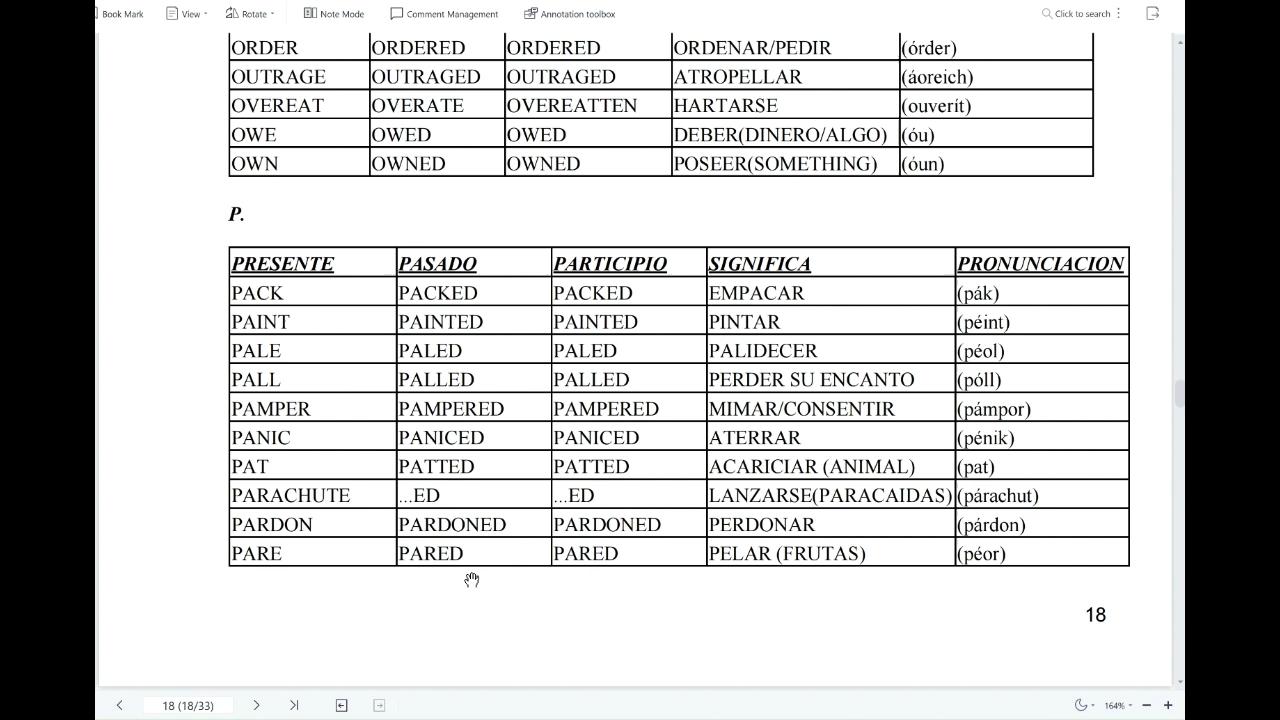 Book Mark View Rotate Note Mode Comment Management Annotation toolbox Click to search
ORDER ORDERED ORDERED ORDENAR/PEDIR (órder)
OUTRAGE OUTRAGED OUTRAGED ATROPELLAR (áoreich)
OVEREAT OVERATE OVEREATTEN HARTARSE (ouverít)
OWE OWED OWED DEBER(DINERO/ALGO) (óu)
OWN OWNED OWNED POSEER(SOMETHING) (óun)
P.
PRESENTE PASADO PARTICIPIO SIGNIFICA PRONUNCIACION
PACK PACKED PACKED EMPACAR (pák)
PAINT PAINTED PAINTED PINTAR (péint)
PALE PALED PALED PALIDECER (péol)
PALL PALLED PALLED PERDER SU ENCANTO (póll)
PAMPER PAMPERED PAMPERED MIMAR/CONSENTIR (pámpor)
PANIC PANICED PANICED ATERRAR (pénik)
PAT PATTED PATTED ACARICIAR (ANIMAL) (pat)
PARACHUTE ...ED ...ED LANZARSE(PARACAIDAS) (párachut)
PARDON PARDONED PARDONED PERDONAR (párdon)
PARE PARED PARED PELAR (FRUTAS) (péor)
18
18 (18/33) 164%